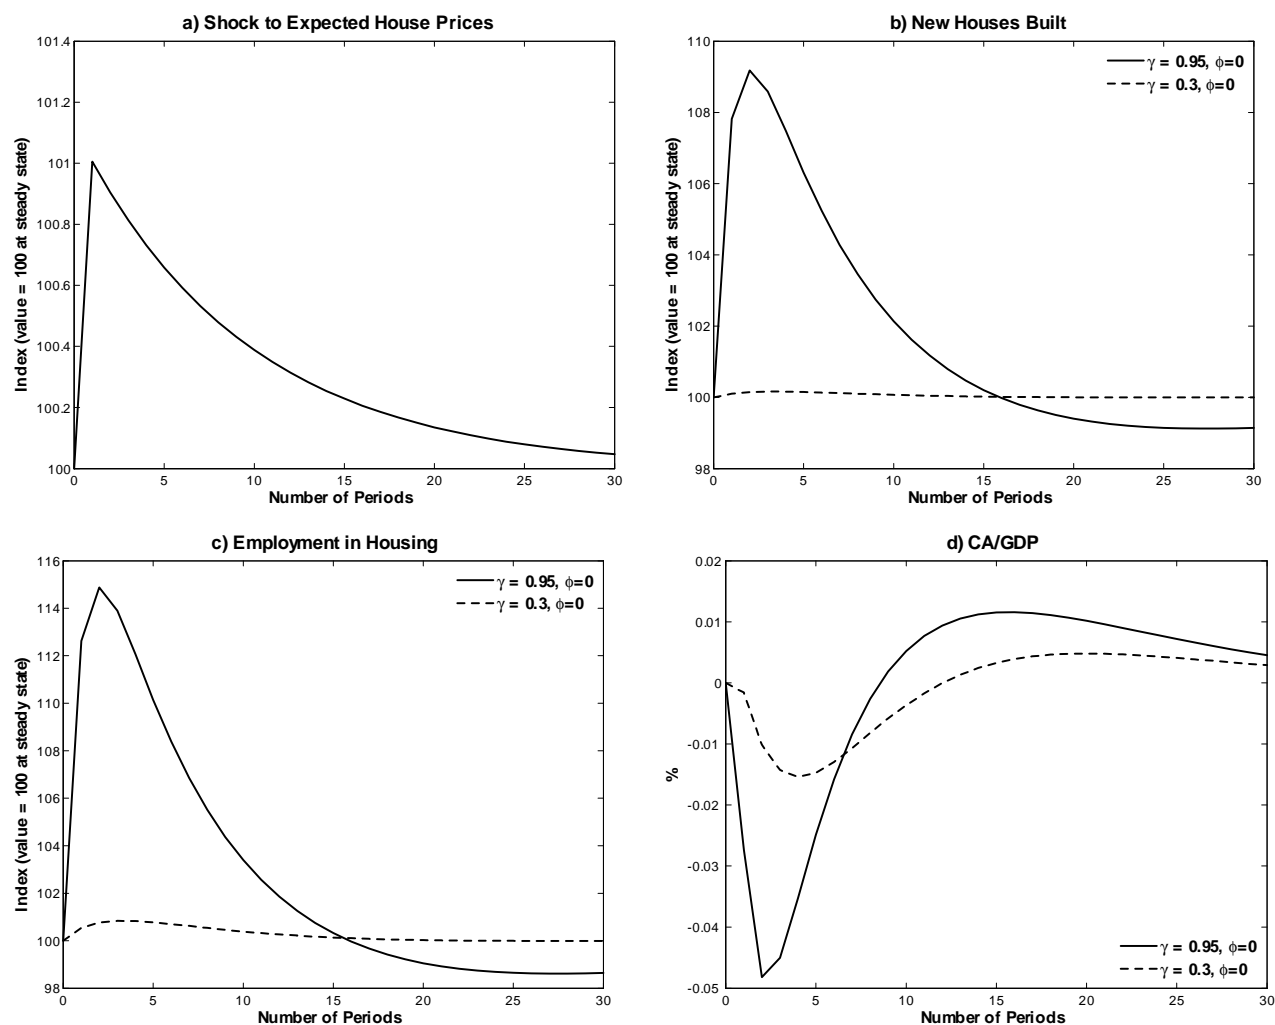 a) Shock to Expected House Prices
101.4
101.2
101
100.8
100.6
100.4
100.2
100
Index (value = 100 at steady state)
0 5 10 15 20 25 30
Number of Periods
b) New Houses Built
γ = 0.95, ϕ=0
γ = 0.3, ϕ=0
110
108
106
104
102
100
98
Index (value = 100 at steady state)
0 5 10 15 20 25 30
Number of Periods
c) Employment in Housing
γ = 0.95, ϕ=0
γ = 0.3, ϕ=0
116
114
112
110
108
106
104
102
100
98
Index (value = 100 at steady state)
0 5 10 15 20 25 30
Number of Periods
d) CA/GDP
0.02
0.01
0
-0.01
-0.02
-0.03
-0.04
-0.05
%
γ = 0.95, ϕ=0
γ = 0.3, ϕ=0
0 5 10 15 20 25 30
Number of Periods